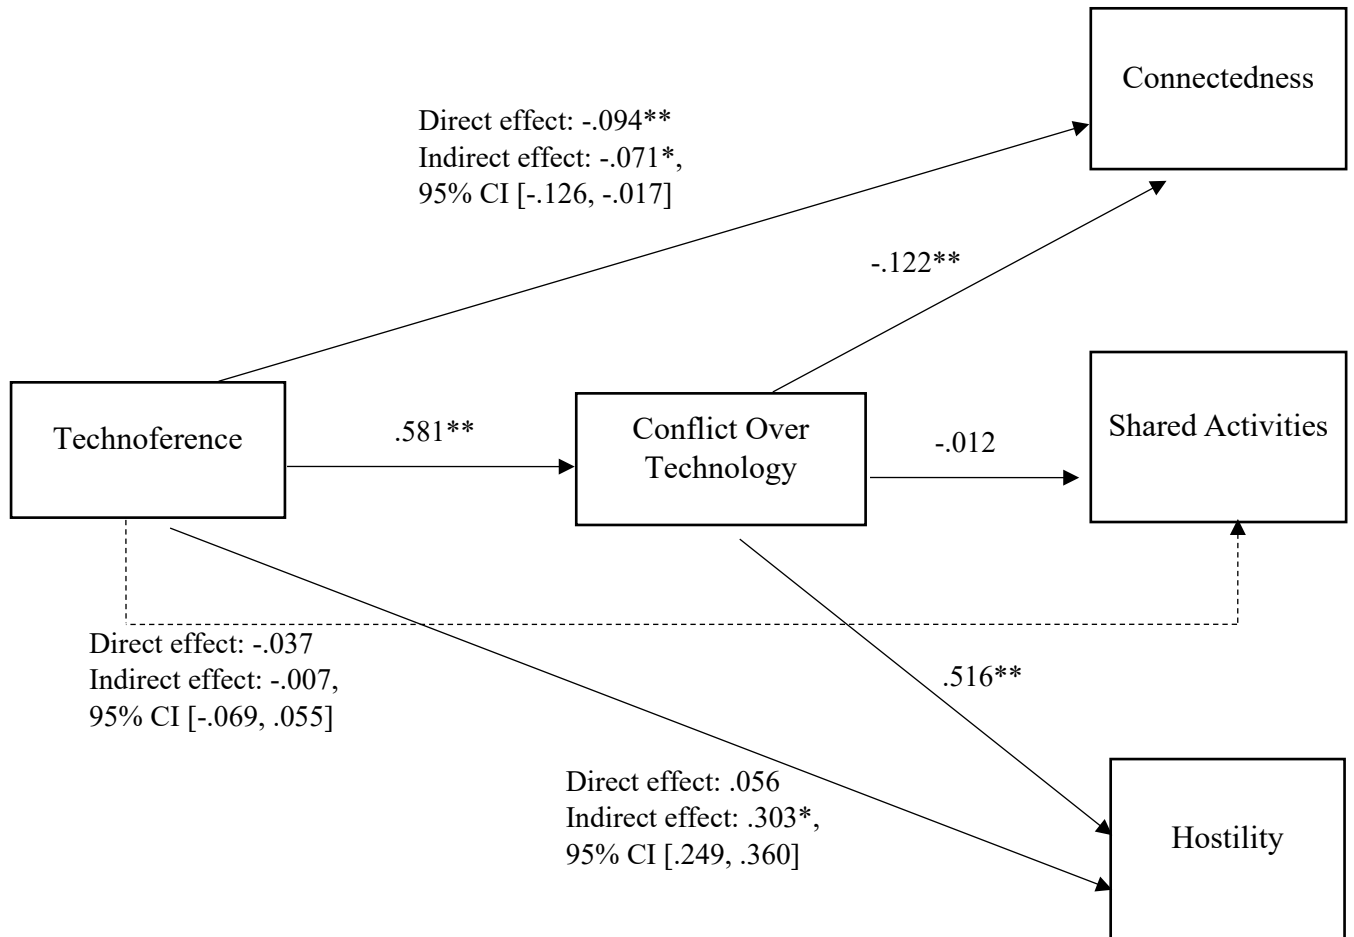 Connectedness
Direct effect: -.094**
Indirect effect: -.071*,
95% CI [-.126, -.017]
-.122**
Technoference
.581**
Conflict Over
Technology
-.012
Shared Activities
Direct effect: -.037
Indirect effect: -.007,
95% CI [-.069, .055]
.516**
Direct effect: .056
Indirect effect: .303*,
95% CI [.249, .360]
Hostility